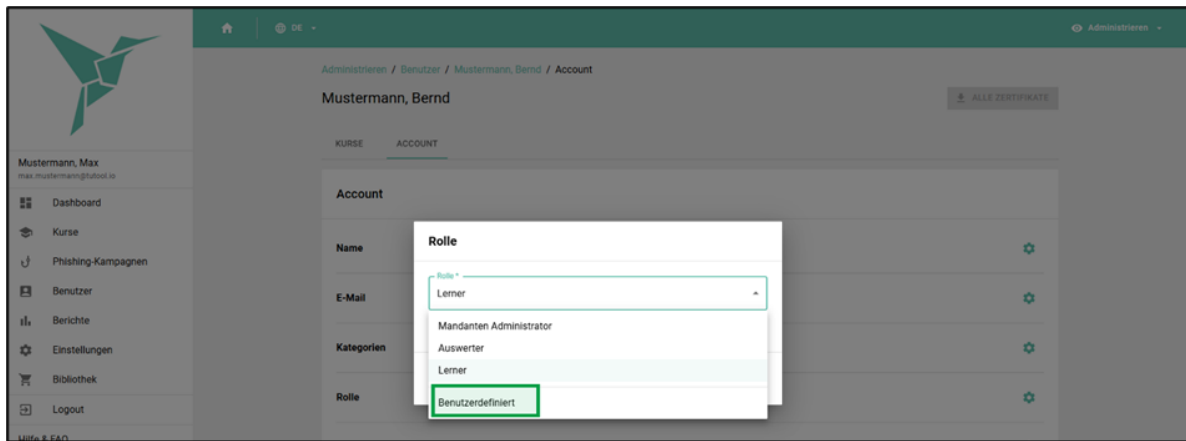 DE
Administrieren
Administrieren / Benutzer / Mustermann, Bernd / Account
Mustermann, Bernd
ALLE ZERTIFIKATE
KURSE ACCOUNT
Mustermann, Max
max.mustermann@tutool.io
Dashboard
Kurse
Phishing-Kampagnen
Benutzer
Berichte
Einstellungen
Bibliothek
Logout
Hilfe & FAQ
Account
Name
E-Mail
Kategorien
Rolle
Rolle
Rolle *
Lerner
Mandanten Administrator
Auswerter
Lerner
Benutzerdefiniert